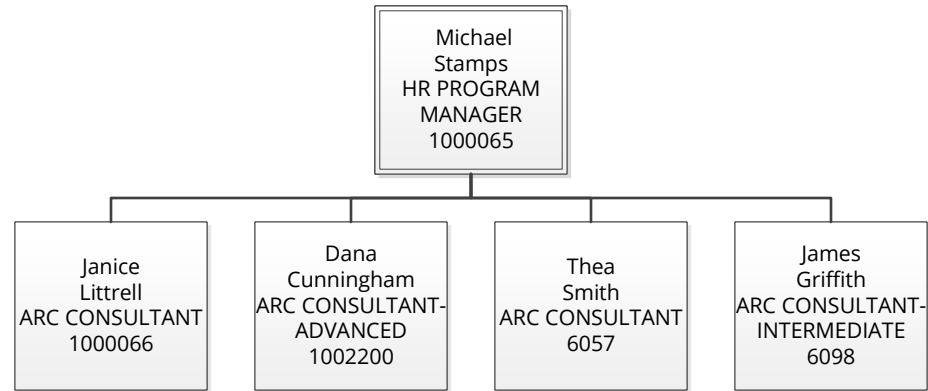 Michael
Stamps
HR PROGRAM
MANAGER
1000065
Janice
Littrell
ARC CONSULTANT
1000066
Dana
Cunningham
ARC CONSULTANT-
ADVANCED
1002200
Thea
Smith
ARC CONSULTANT
6057
James
Griffith
ARC CONSULTANT-
INTERMEDIATE
6098